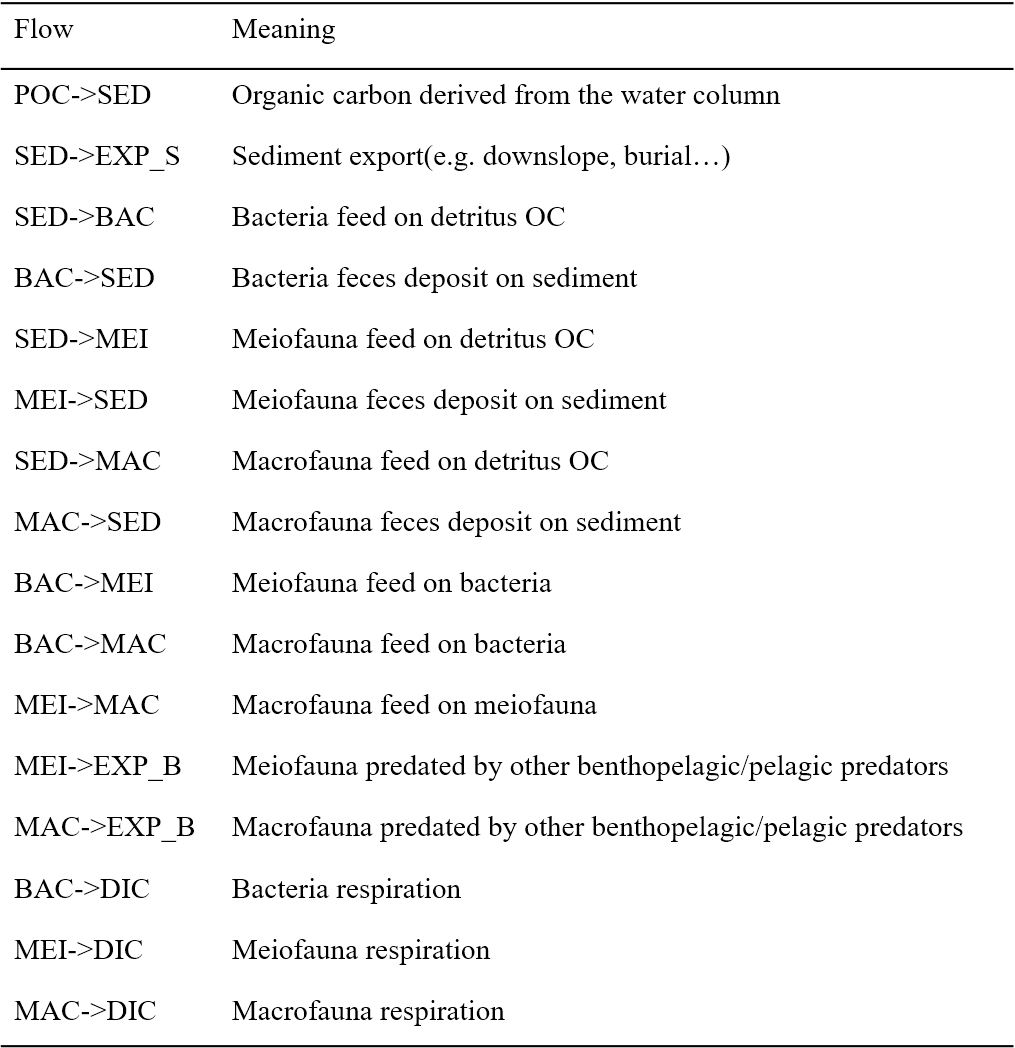 Flow Meaning
POC->SED Organic carbon derived from the water column
SED->EXP_S Sediment export(e.g. downslope, burial…)
SED->BAC Bacteria feed on detritus OC
BAC->SED Bacteria feces deposit on sediment
SED->MEI Meiofauna feed on detritus OC
MEI->SED Meiofauna feces deposit on sediment
SED->MAC Macrofauna feed on detritus OC
MAC->SED Macrofauna feces deposit on sediment
BAC->MEI Meiofauna feed on bacteria
BAC->MAC Macrofauna feed on bacteria
MEI->MAC Macrofauna feed on meiofauna
MEI->EXP_B Meiofauna predated by other benthopelagic/pelagic predators
MAC->EXP_B Macrofauna predated by other benthopelagic/pelagic predators
BAC->DIC Bacteria respiration
MEI->DIC Meiofauna respiration
MAC->DIC Macrofauna respiration